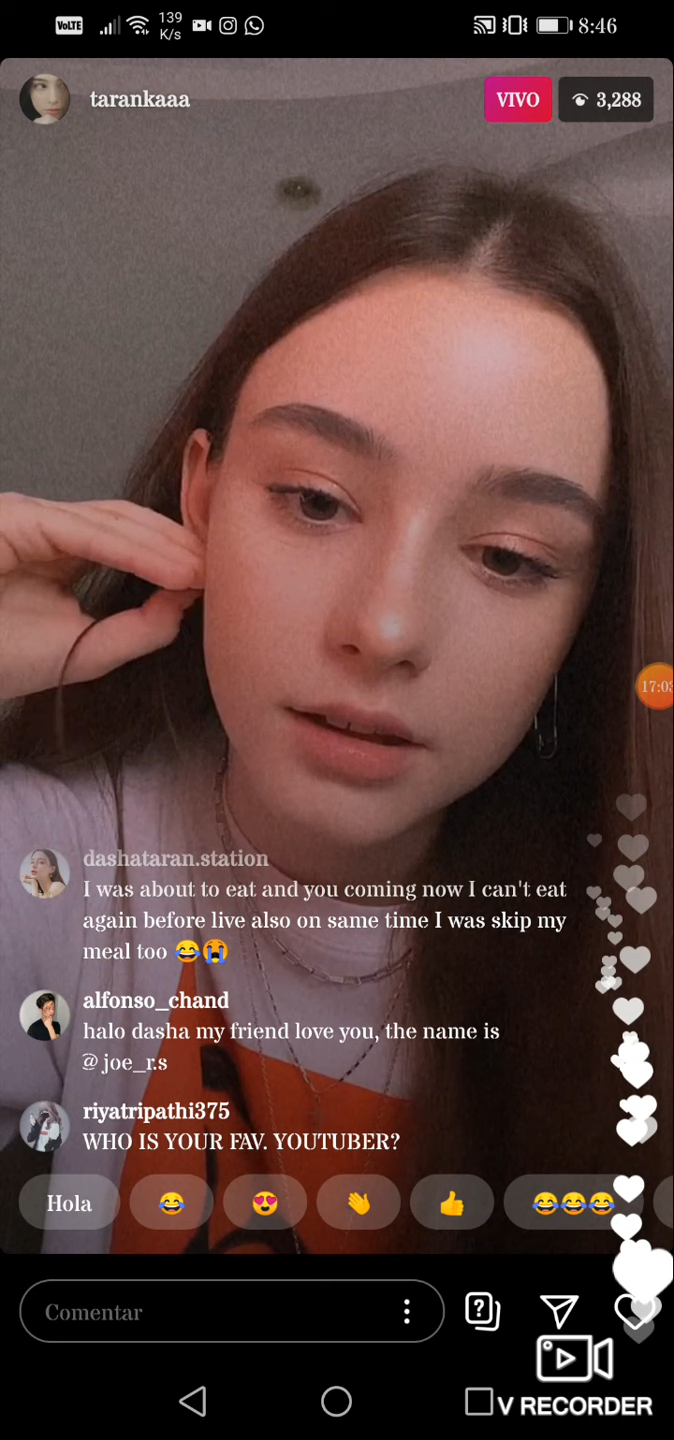 VoLTE
139
K/s
8:46
tarankaaa
VIVO
3,288
17:03
dashataran.station
I was about to eat and you coming now I can't eat
again before live also on same time I was skip my
meal too 😂😭
alfonso_chand
halo dasha my friend love you, the name is
@joe_r.s
riyatripathi375
WHO IS YOUR FAV. YOUTUBER?
Hola
Comentar
V RECORDER